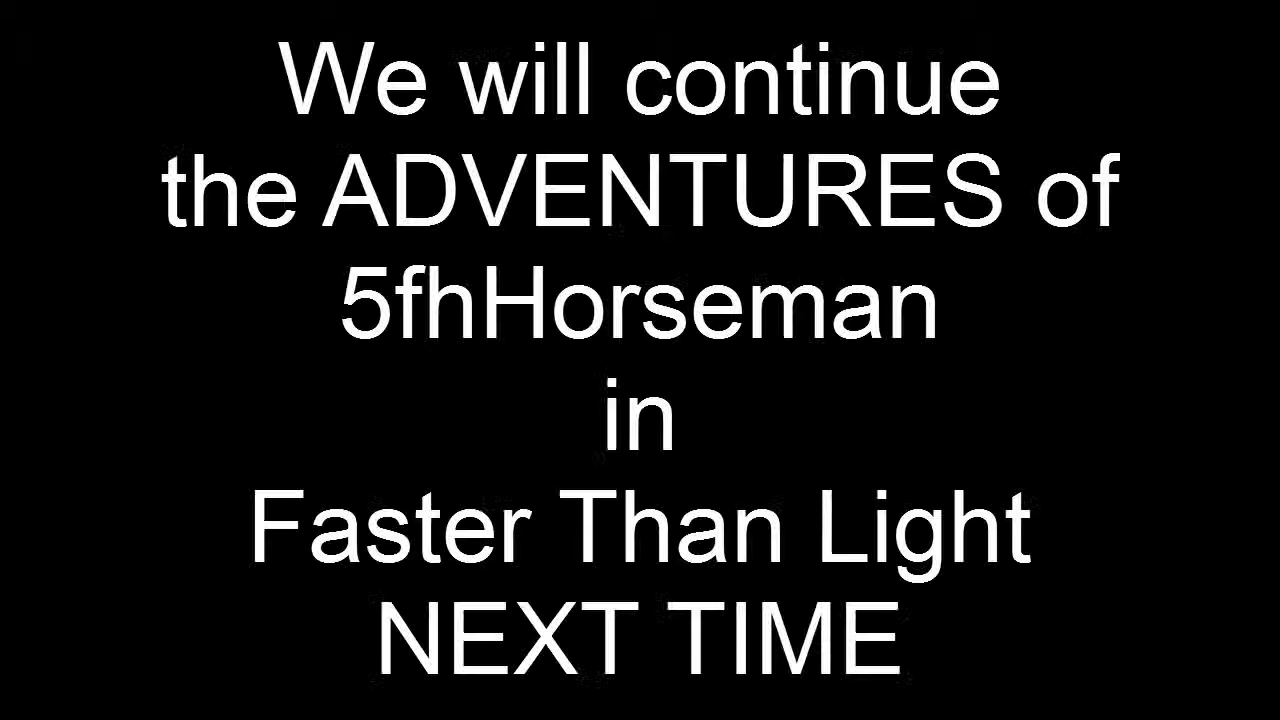 We will continue
the ADVENTURES of
5fhHorseman
in
Faster Than Light
NEXT TIME